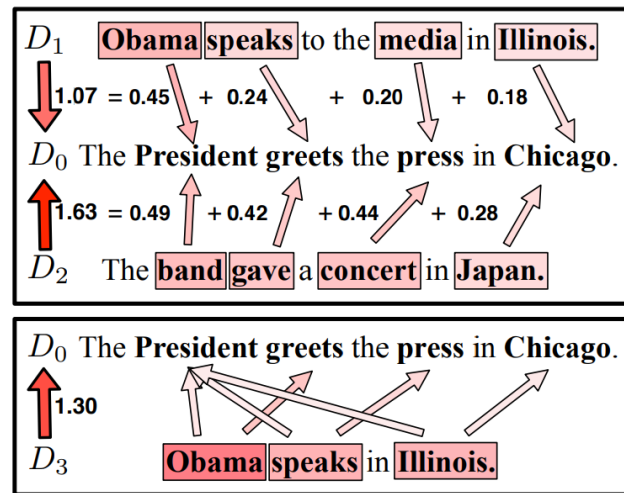 D₁ Obama speaks to the media in Illinois.
1.07 = 0.45 + 0.24 + 0.20 + 0.18
D₀ The President greets the press in Chicago.
1.63 = 0.49 + 0.42 + 0.44 + 0.28
D₂ The band gave a concert in Japan.
D₀ The President greets the press in Chicago.
1.30
D₃ Obama speaks in Illinois.